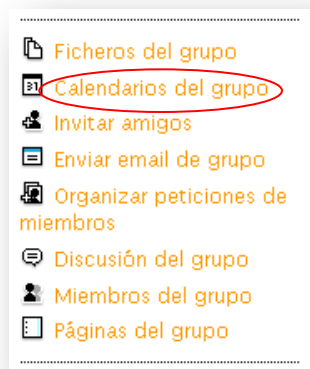 Ficheros del grupo
Calendarios del grupo
Invitar amigos
Enviar email de grupo
Organizar peticiones de
miembros
Discusión del grupo
Miembros del grupo
Páginas del grupo